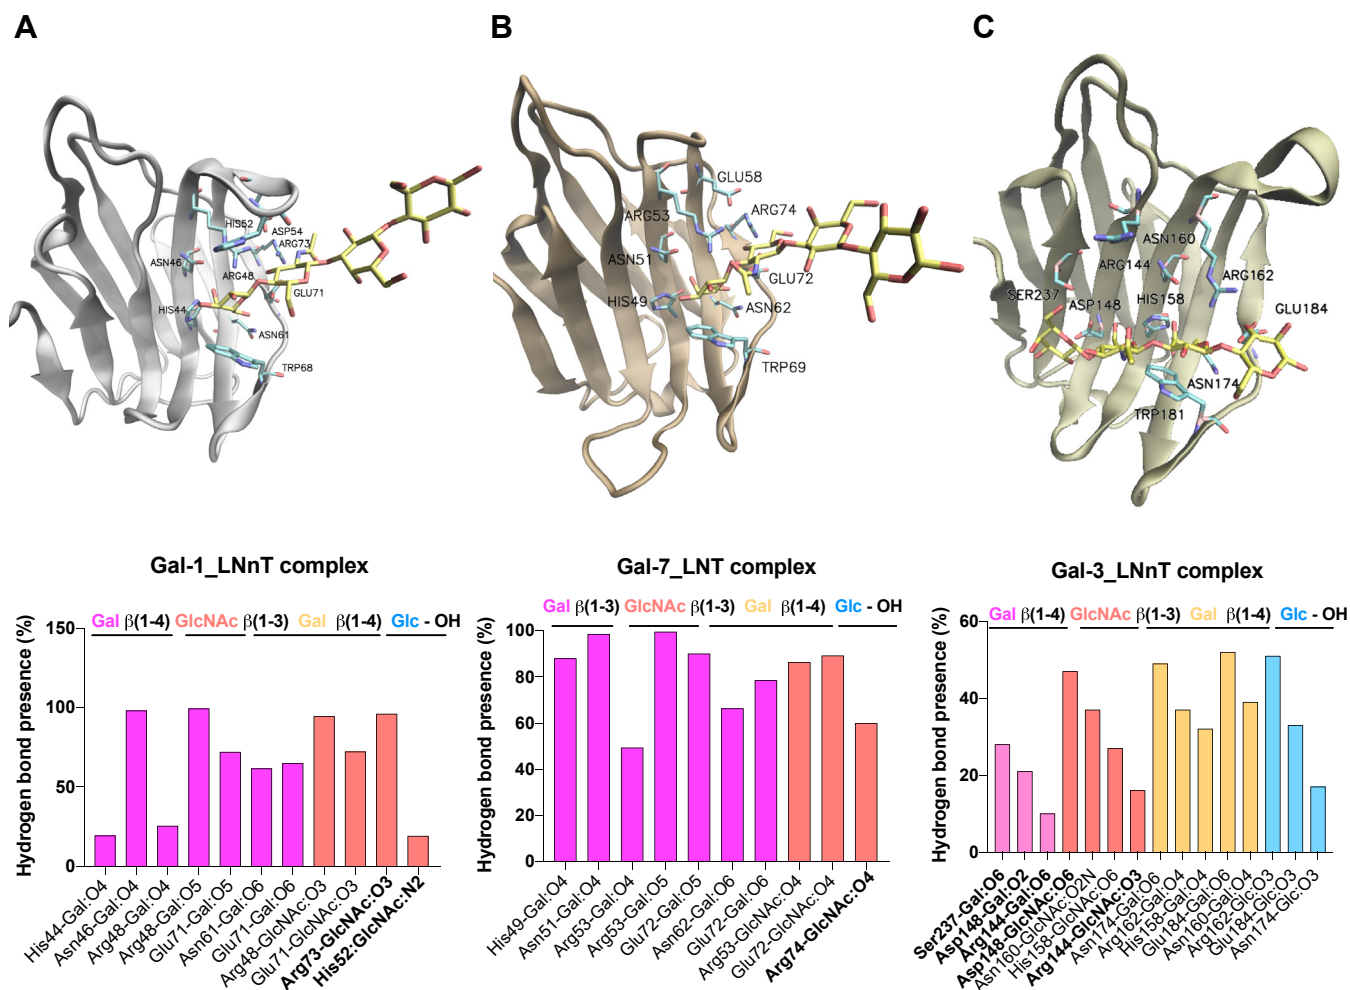 A
B
C
HIS52
ASP54
ARG73
ASN46
ARG48
GLU71
HIS44
ASN61
TRP68
GLU58
ARG53
ARG74
ASN51
GLU72
HIS49
ASN62
TRP69
ASN160
ARG144
ARG162
SER237
ASP148
HIS158
GLU184
ASN174
TRP181
Gal-1_LNnT complex
Gal β(1-4) GlcNAc β(1-3) Gal β(1-4) Glc - OH
Hydrogen bond presence (%)
150
100
50
0
His44-Gal:O4
Asn46-Gal:O4
Arg48-Gal:O4
Arg48-Gal:O5
Glu71-Gal:O5
Asn61-Gal:O6
Glu71-Gal:O6
Arg48-GlcNAc:O3
Glu71-GlcNAc:O3
Arg73-GlcNAc:O3
His52:GlcNAc:N2
Gal-7_LNT complex
Gal β(1-3) GlcNAc β(1-3) Gal β(1-4) Glc - OH
Hydrogen bond presence (%)
100
80
60
40
20
0
His49-Gal:O4
Asn51-Gal:O4
Arg53-Gal:O4
Arg53-Gal:O5
Glu72-Gal:O5
Asn62-Gal:O6
Glu72-Gal:O6
Arg53-GlcNAc:O4
Glu72-GlcNAc:O4
Arg74-GlcNAc:O4
Gal-3_LNnT complex
Gal β(1-4) GlcNAc β(1-3) Gal β(1-4) Glc - OH
Hydrogen bond presence (%)
60
40
20
0
Ser237-Gal:O6
Asp148-Gal:O2
Arg144-Gal:O6
Asp148-GlcNAc:O6
Asn160-GlcNAc:O2N
His158-GlcNAc:O6
Arg144-GlcNAc:O3
Asn174-Gal:O6
Arg162-Gal:O4
His158-Gal:O4
Glu184-Gal:O6
Asn160-Gal:O4
Arg162-Glc:O3
Glu184-Glc:O3
Asn174-Glc:O3